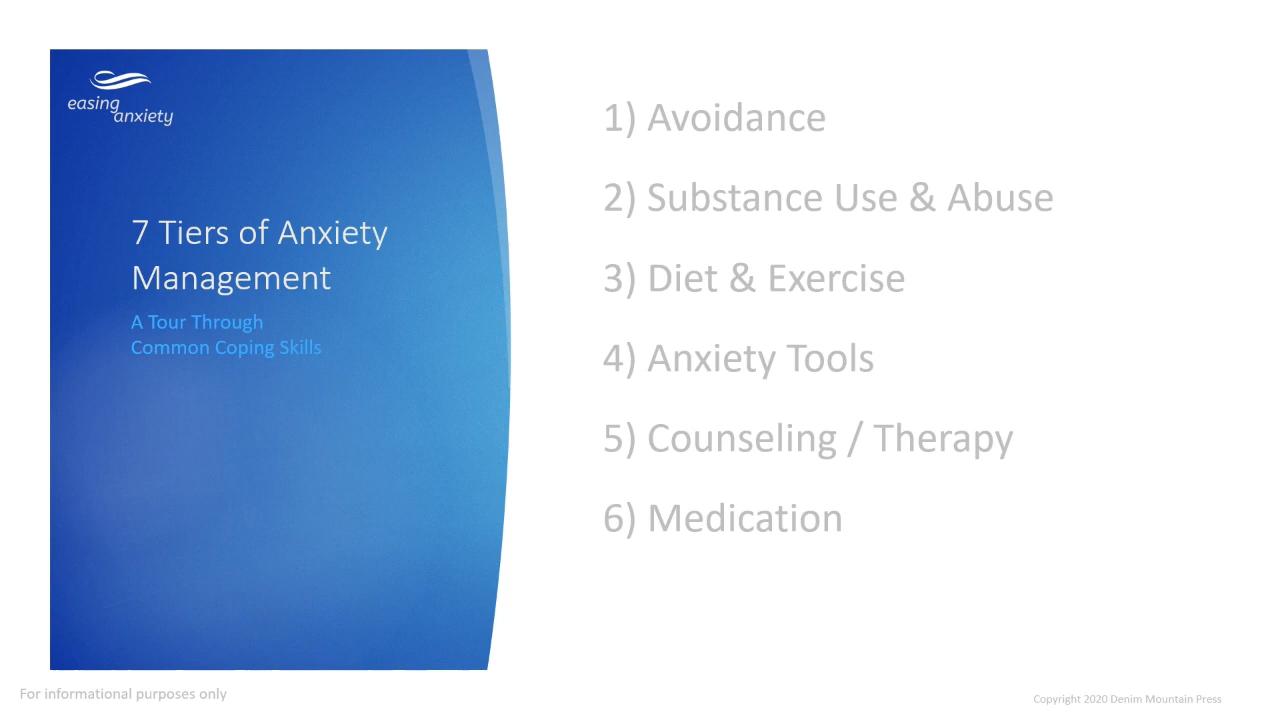 easing
anxiety
7 Tiers of Anxiety
Management
A Tour Through
Common Coping Skills
1) Avoidance
2) Substance Use & Abuse
3) Diet & Exercise
4) Anxiety Tools
5) Counseling / Therapy
6) Medication
For informational purposes only
Copyright 2020 Denim Mountain Press